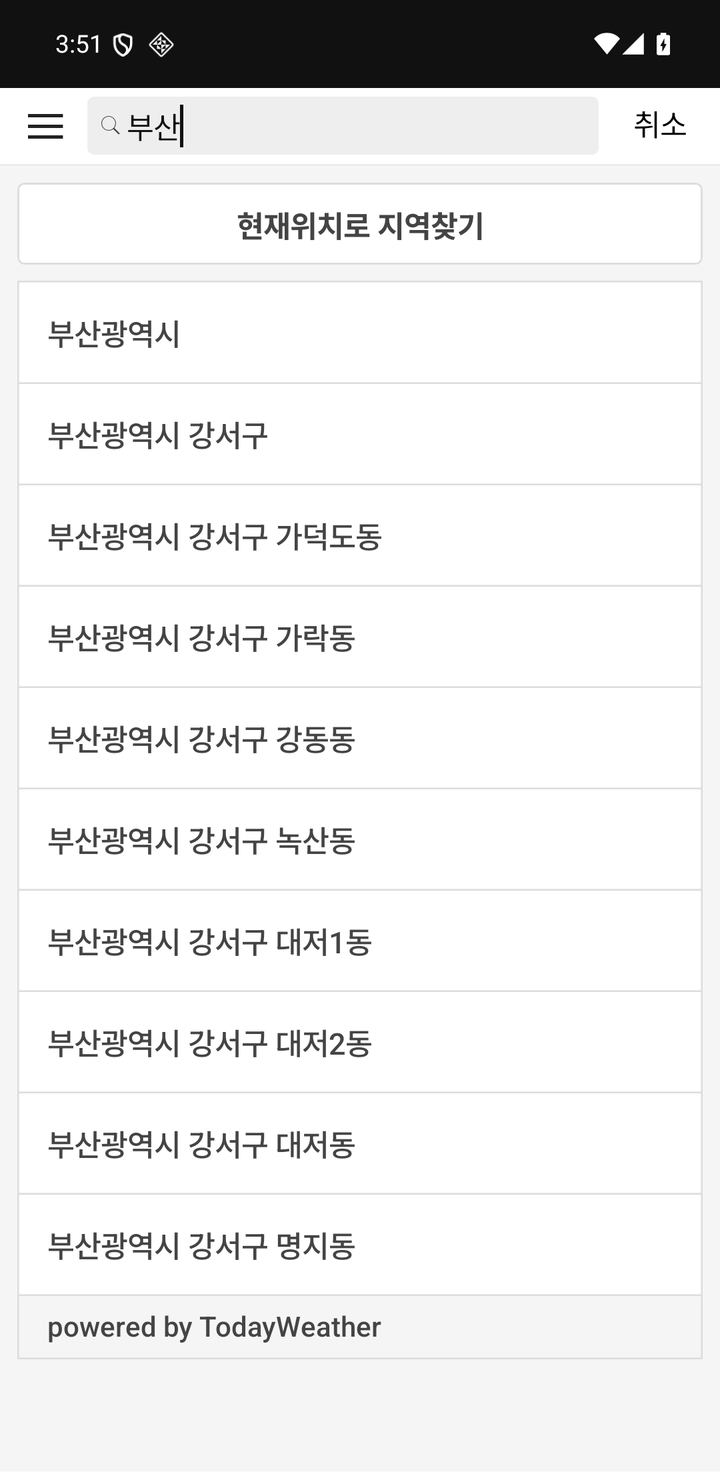 3:51
부산
취소
현재위치로 지역찾기
부산광역시
부산광역시 강서구
부산광역시 강서구 가덕도동
부산광역시 강서구 가락동
부산광역시 강서구 강동동
부산광역시 강서구 녹산동
부산광역시 강서구 대저1동
부산광역시 강서구 대저2동
부산광역시 강서구 대저동
부산광역시 강서구 명지동
powered by TodayWeather